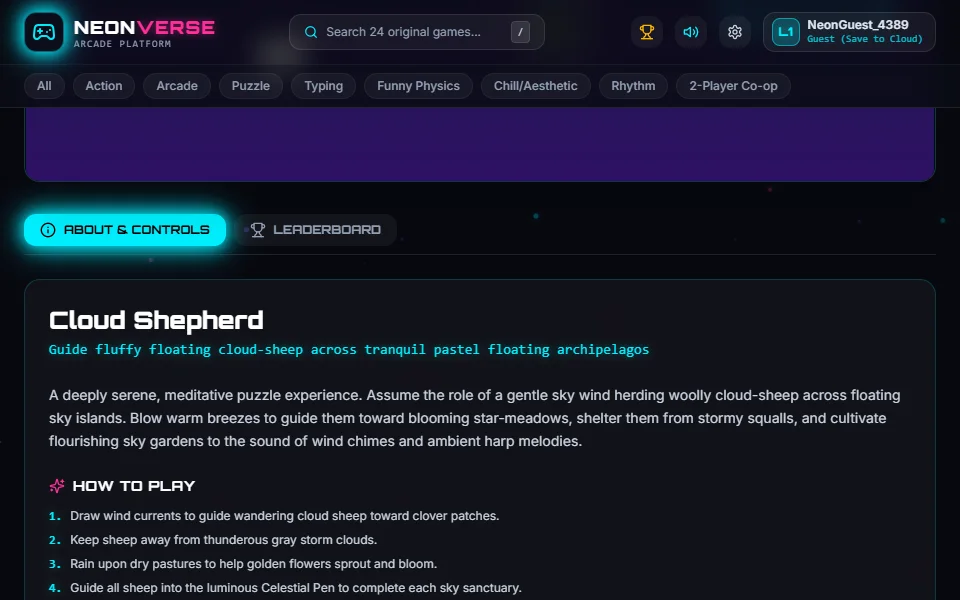 NEONVERSE
ARCADE PLATFORM
Search 24 original games...
/
L1
NeonGuest_4389
Guest (Save to Cloud)
All
Action
Arcade
Puzzle
Typing
Funny Physics
Chill/Aesthetic
Rhythm
2-Player Co-op
ABOUT & CONTROLS
LEADERBOARD
Cloud Shepherd
Guide fluffy floating cloud-sheep across tranquil pastel floating archipelagos
A deeply serene, meditative puzzle experience. Assume the role of a gentle sky wind herding woolly cloud-sheep across floating
sky islands. Blow warm breezes to guide them toward blooming star-meadows, shelter them from stormy squalls, and cultivate
flourishing sky gardens to the sound of wind chimes and ambient harp melodies.
HOW TO PLAY
1. Draw wind currents to guide wandering cloud sheep toward clover patches.
2. Keep sheep away from thunderous gray storm clouds.
3. Rain upon dry pastures to help golden flowers sprout and bloom.
4. Guide all sheep into the luminous Celestial Pen to complete each sky sanctuary.